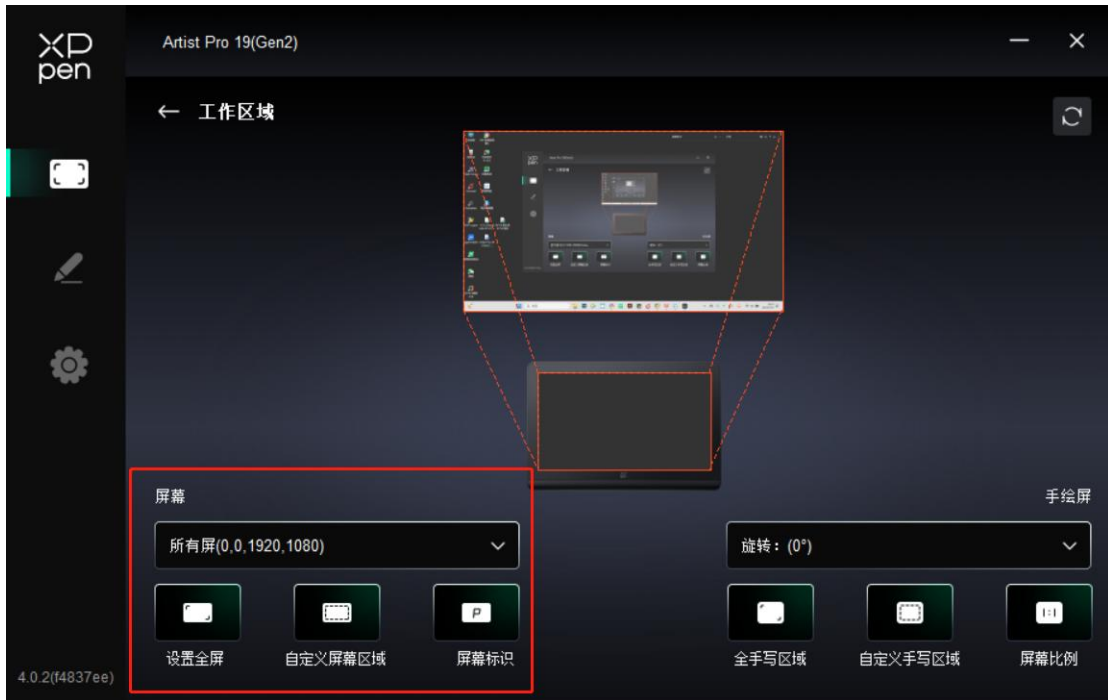 XP
pen
Artist Pro 19(Gen2)
工作区域
屏幕
手绘屏
所有屏(0,0,1920,1080)
旋转：(0°)
设置全屏
自定义屏幕区域
屏幕标识
全手写区域
自定义手写区域
屏幕比例
4.0.2(f4837ee)